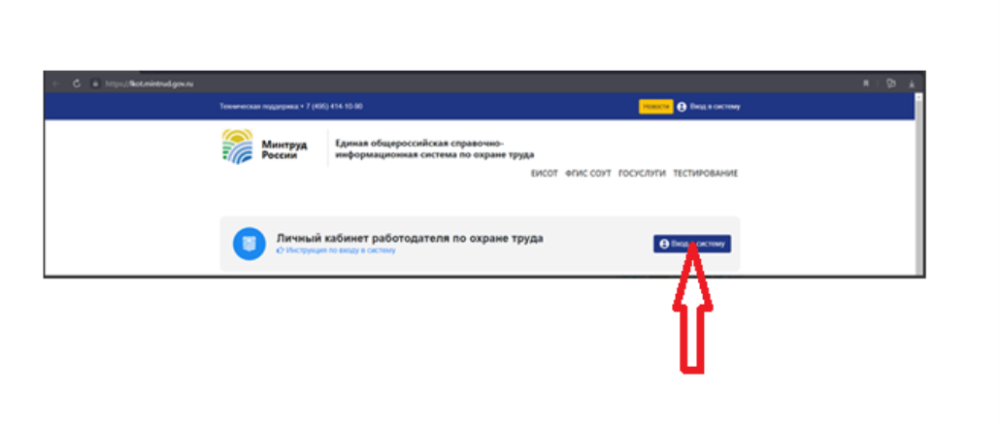 https://lkot.mintrud.gov.ru
Техническая поддержка + 7 (495) 414-10-90
Новости
Вход в систему
Минтруд
России
Единая общероссийская справочно-
информационная система по охране труда
ЕИСОТ ФГИС СОУТ ГОСУСЛУГИ ТЕСТИРОВАНИЕ
Личный кабинет работодателя по охране труда
Инструкция по входу в систему
Вход систему